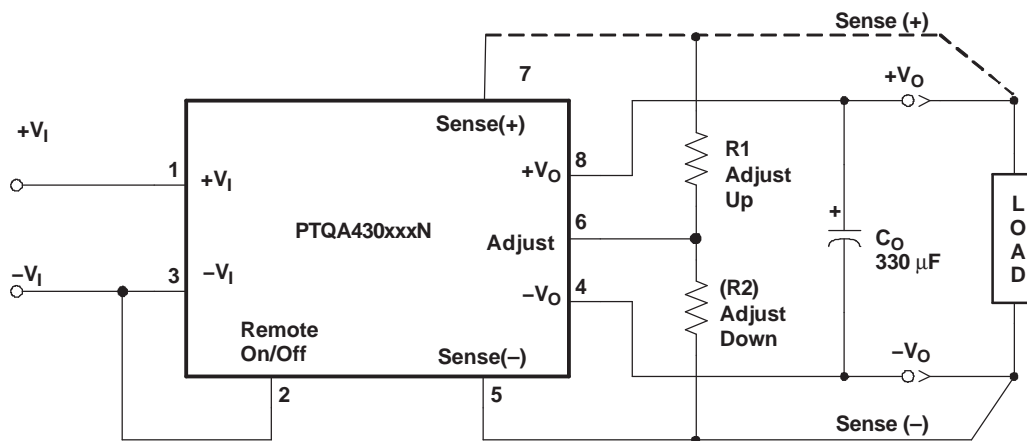 Sense (+)
7
+VO
+VI
Sense(+)
R1
Adjust
Up
8
+VO
1
+VI
L
O
A
D
PTQA430xxxN
6
Adjust
+
CO
330 μF
–VI
3
–VI
–VO
4
(R2)
Adjust
Down
Remote
On/Off
Sense(–)
–VO
2
5
Sense (–)